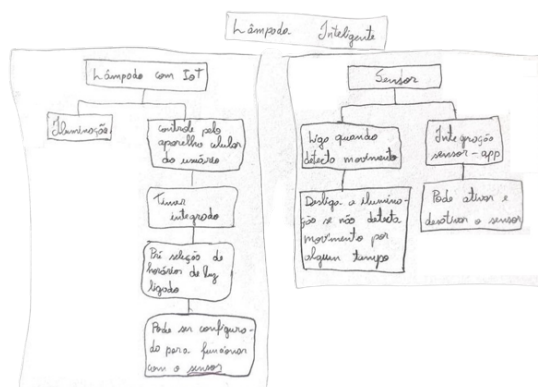 Lâmpada Inteligente
Lâmpada com IoT
Iluminação
controle pelo
aparelho celular
do usuário
Timer
integrado
Pré seleção de
horários de luz
ligada
Pode ser configura-
do para funcionar
com o sensor
Sensor
Liga quando
detecta movimento
Desliga a ilumina-
ção se não detecta
movimento por
algum tempo
Integração
sensor-app
Pode ativar e
desativar o sensor